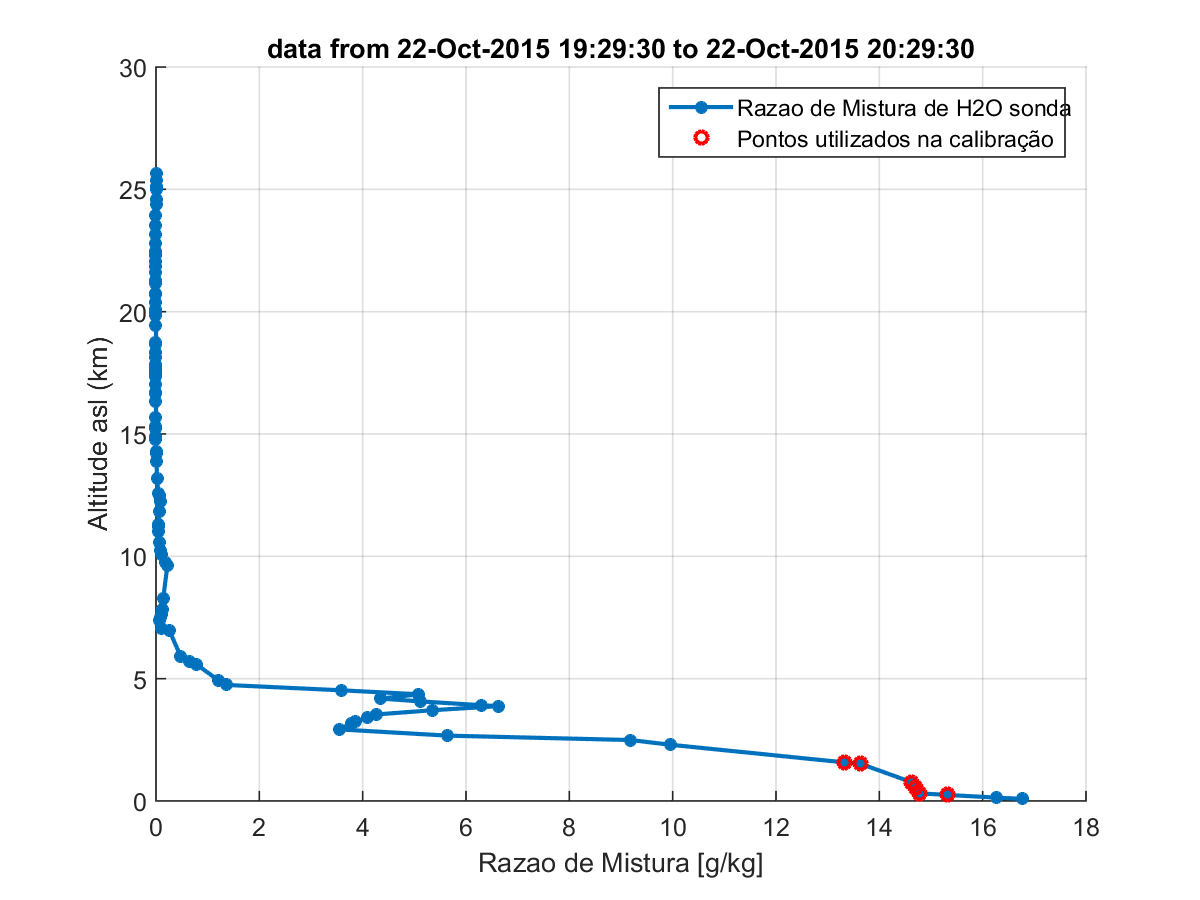 data from 22-Oct-2015 19:29:30 to 22-Oct-2015 20:29:30
30
25
20
15
10
5
0
Altitude asl (km)
Razao de Mistura de H2O sonda
Pontos utilizados na calibração
0 2 4 6 8 10 12 14 16 18
Razao de Mistura [g/kg]